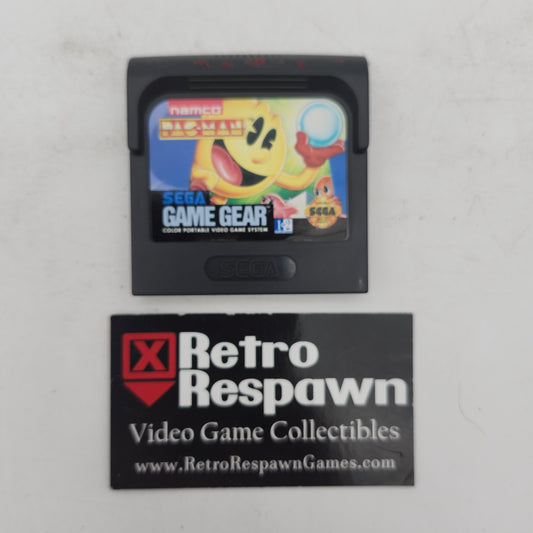 namco
PAC-MAN
SEGA
GAME GEAR
COLOR PORTABLE VIDEO GAME SYSTEM
SEGA
SEGA
X Retro
Respawn
Video Game Collectibles
www.RetroRespawnGames.com